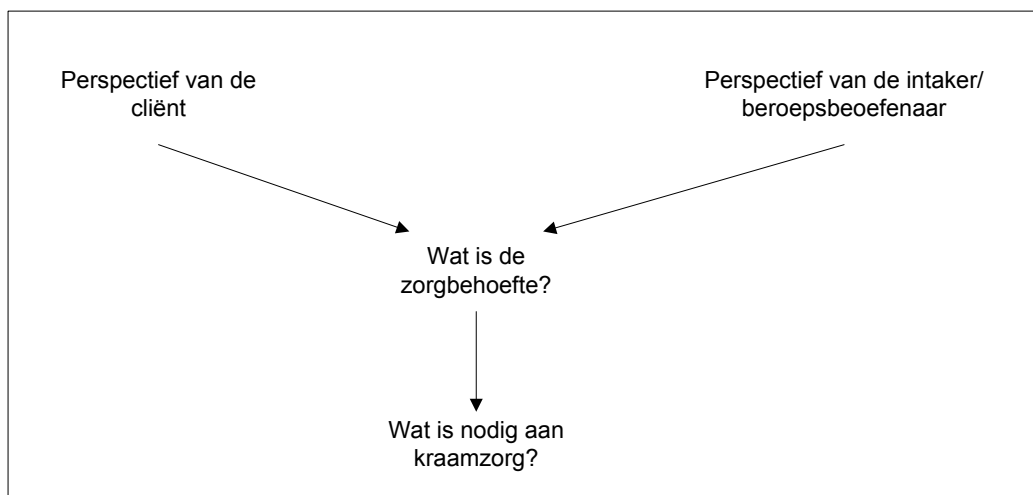 Perspectief van de
cliënt
Perspectief van de intaker/
beroepsbeoefenaar
Wat is de
zorgbehoefte?
Wat is nodig aan
kraamzorg?